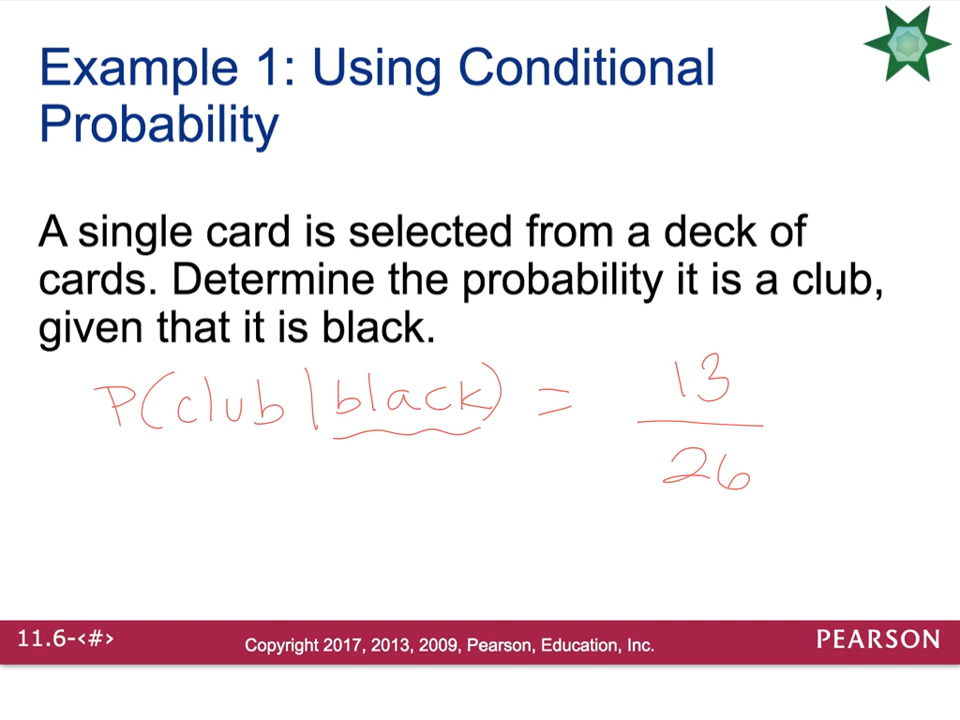 Example 1: Using Conditional
Probability
A single card is selected from a deck of
cards. Determine the probability it is a club,
given that it is black.
P(club | black) = 13
26
11.6-<#>
Copyright 2017, 2013, 2009, Pearson, Education, Inc.
PEARSON